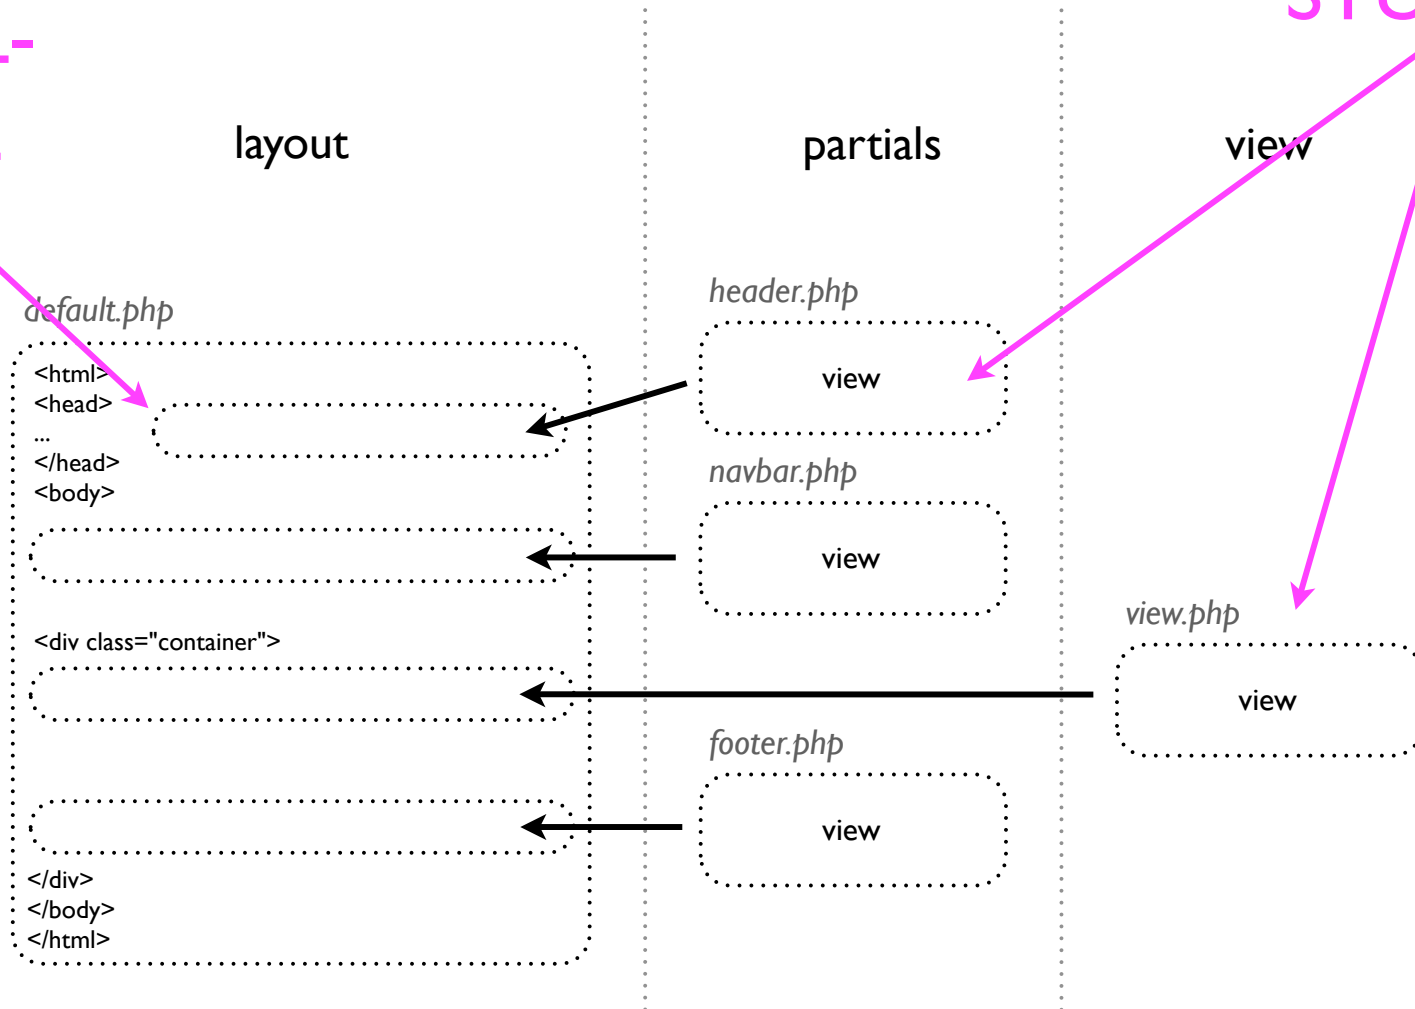 layout
partials
view
default.php
<html>
<head>
...
</head>
<body>
<div class="container">
</div>
</body>
</html>
header.php
view
navbar.php
view
footer.php
view
view.php
view